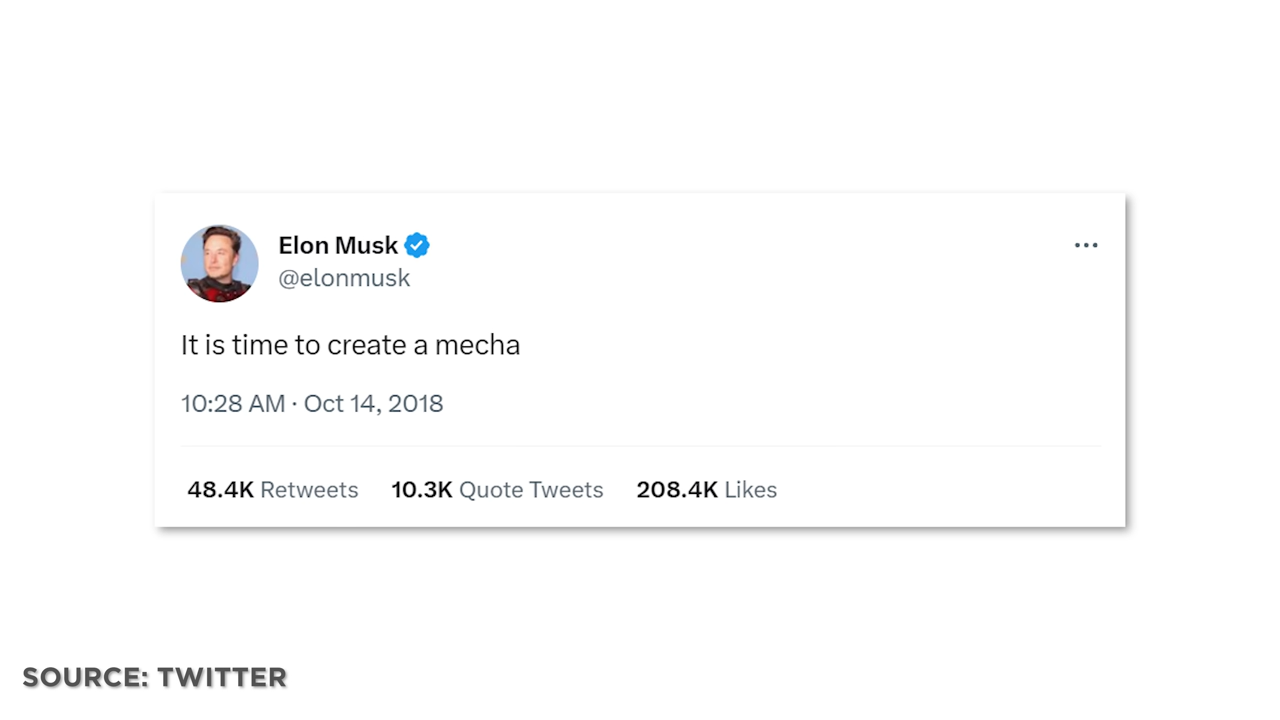 Elon Musk
@elonmusk
It is time to create a mecha
10:28 AM · Oct 14, 2018
48.4K Retweets 10.3K Quote Tweets 208.4K Likes
SOURCE: TWITTER